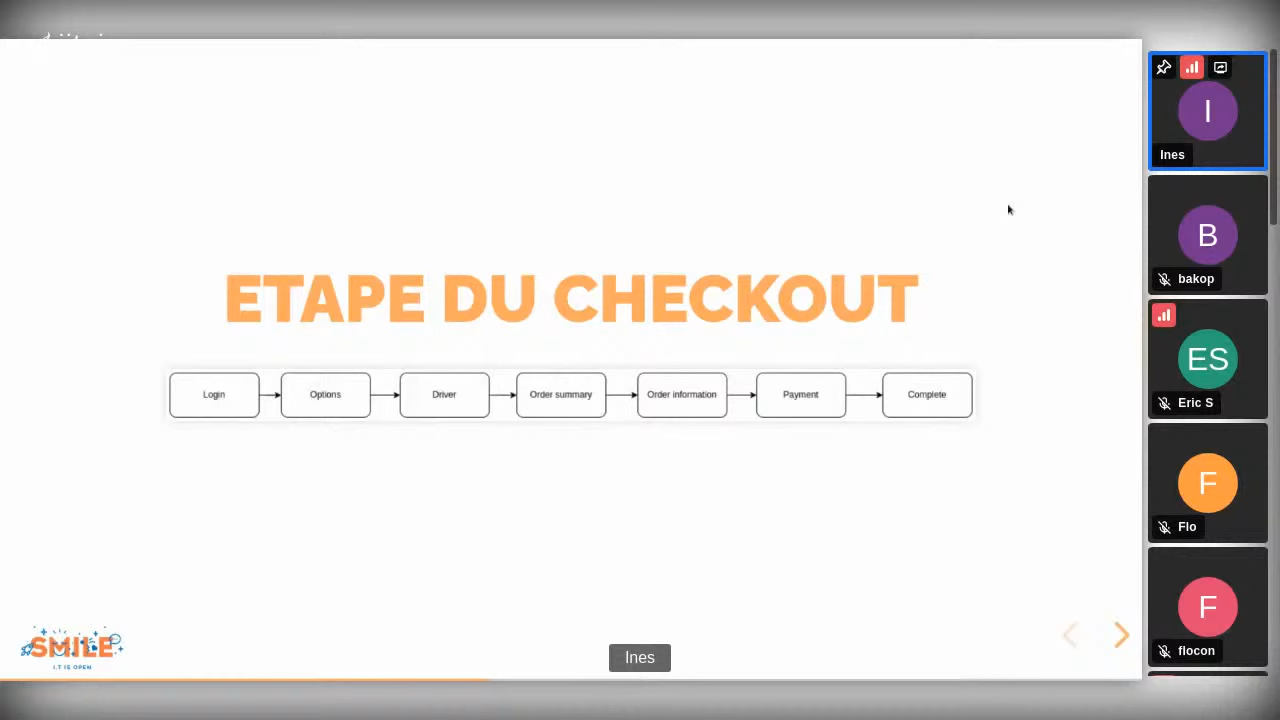 ETAPE DU CHECKOUT
Login
Options
Driver
Order summary
Order information
Payment
Complete
SMILE
I.T IS OPEN
Ines
I
Ines
B
bakop
ES
Eric S
F
Flo
F
flocon